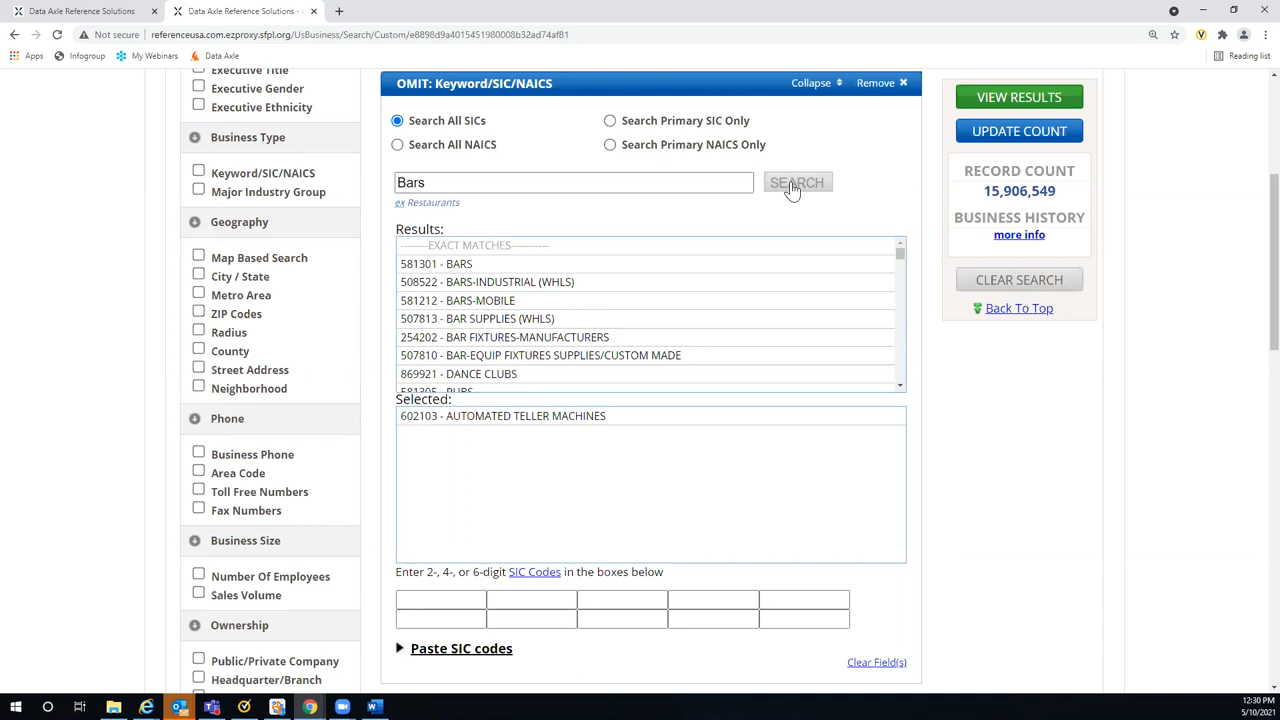 Data Axle Reference Solutions
Data Axle Reference Solutions -
Not secure
referenceusa.com.ezproxy.sfpl.org/UsBusiness/Search/Custom/e8898d9a4015451980008b32ad74af81
Apps
Infogroup
My Webinars
Data Axle
Reading list
Executive Title
Executive Gender
Executive Ethnicity
Business Type
Keyword/SIC/NAICS
Major Industry Group
Geography
Map Based Search
City / State
Metro Area
ZIP Codes
Radius
County
Street Address
Neighborhood
Phone
Business Phone
Area Code
Toll Free Numbers
Fax Numbers
Business Size
Number Of Employees
Sales Volume
Ownership
Public/Private Company
Headquarter/Branch
OMIT: Keyword/SIC/NAICS
Collapse
Remove
Search All SICs
Search Primary SIC Only
Search All NAICS
Search Primary NAICS Only
Bars
SEARCH
ex Restaurants
Results:
--------EXACT MATCHES-----------
581301 - BARS
508522 - BARS-INDUSTRIAL (WHLS)
581212 - BARS-MOBILE
507813 - BAR SUPPLIES (WHLS)
254202 - BAR FIXTURES-MANUFACTURERS
507810 - BAR-EQUIP FIXTURES SUPPLIES/CUSTOM MADE
869921 - DANCE CLUBS
581305 - PUBS
Selected:
602103 - AUTOMATED TELLER MACHINES
Enter 2-, 4-, or 6-digit SIC Codes in the boxes below
Paste SIC codes
Clear Field(s)
VIEW RESULTS
UPDATE COUNT
RECORD COUNT
15,906,549
BUSINESS HISTORY
more info
CLEAR SEARCH
Back To Top
12:30 PM
5/10/2021